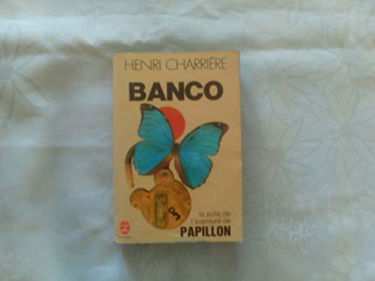 HENRI CHARRIÈRE
BANCO
la suite de
l'aventure de
PAPILLON